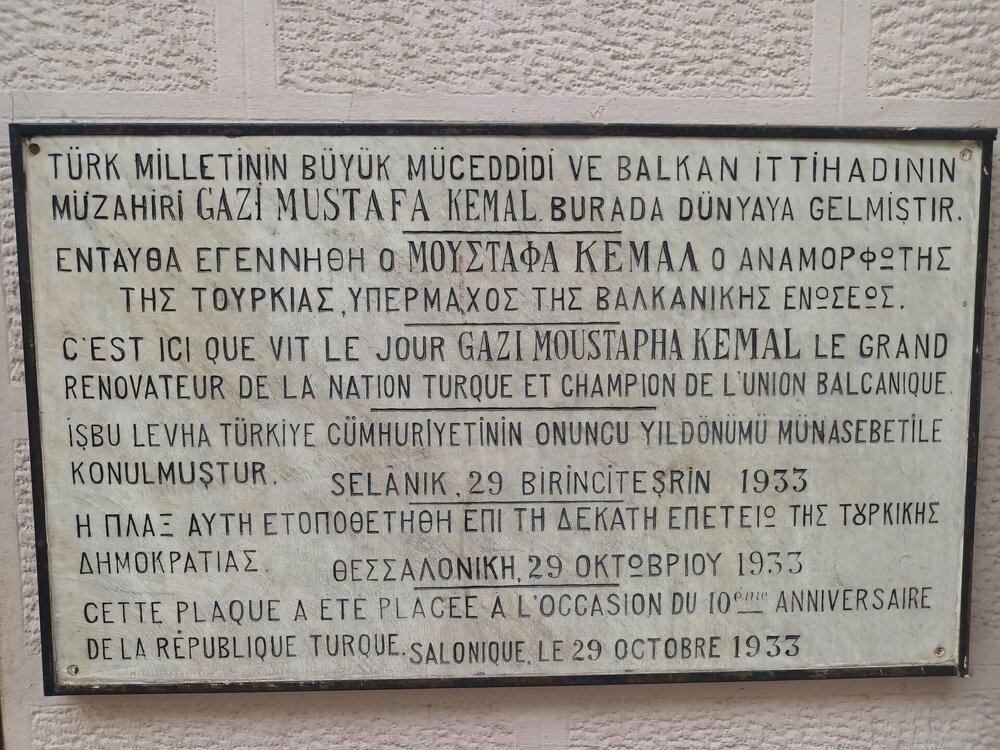 TÜRK MİLLETİNİN BÜYÜK MÜCEDDİDİ VE BALKAN İTTİHADININ
MÜZAHİRİ GAZİ MUSTAFA KEMAL BURADA DÜNYAYA GELMİŞTIR.
ΕΝΤΑΥΘΑ ΕΓΕΝΝΗΘΗ Ο ΜΟΥΣΤΑΦΑ ΚΕΜΑΛ Ο ΑΝΑΜΟΡΦΩΤΗΣ
ΤΗΣ ΤΟΥΡΚΙΑΣ, ΥΠΕΡΜΑΧΟΣ ΤΗΣ ΒΑΛΚΑΝΙΚΗΣ ΕΝΩΣΕΩΣ.
C'EST ICI QUE VIT LE JOUR GAZI MOUSTAPHA KEMAL LE GRAND
RENOVATEUR DE LA NATION TURQUE ET CHAMPION DE L'UNION BALCANIQUE.
İŞBU LEVHA TÜRKİYE CÜMHURİYETİNİN ONUNCU YILDÖNÜMÜ MÜNASEBETİLE
KONULMUŞTUR. SELÂNIK, 29 BİRİNCİTEŞRİN 1933
Η ΠΛΑΞ ΑΥΤΗ ΕΤΟΠΟΘΕΤΗΘΗ ΕΠΙ ΤΗ ΔΕΚΑΤΗ ΕΠΕΤΕΙΩ ΤΗΣ ΤȢΡΚΙΚΗΣ
ΔΗΜΟΚΡΑΤΙΑΣ. ΘΕΣΣΑΛΟΝΙΚΗ, 29 ΟΚΤΩΒΡΙΟΥ 1933
CETTE PLAQUE A ETE PLACEE À L'OCCASION DU 10ème ANNIVERSAIRE
DE LA RÉPUBLIQUE TURQUE. SALONIQUE, LE 29 OCTOBRE 1933